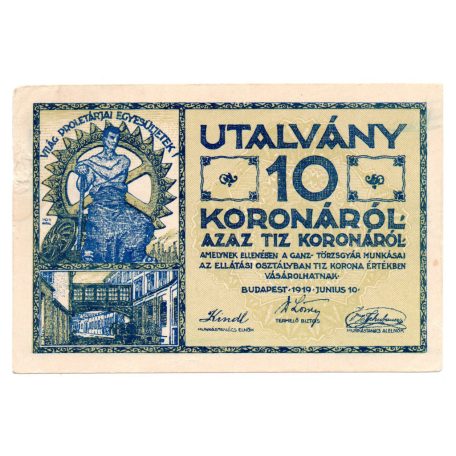 VILÁG PROLETÁRJAI EGYESÜLJETEK!
UTALVÁNY
10
KORONÁRÓL
AZAZ TIZ KORONÁRÓL
AMELYNEK ELLENÉBEN A GANZ-TÖRZSGYÁR MUNKÁSAI
AZ ELLÁTÁSI OSZTÁLYBAN TIZ KORONA ÉRTÉKBEN
VÁSÁROLHATNAK·
BUDAPEST·1919·JUNIUS 10·
Kindl
MUNKÁSTANÁCS ELNÖK
TERMELŐ BIZTOS
MUNKÁSTANÁCS ALELNÖK